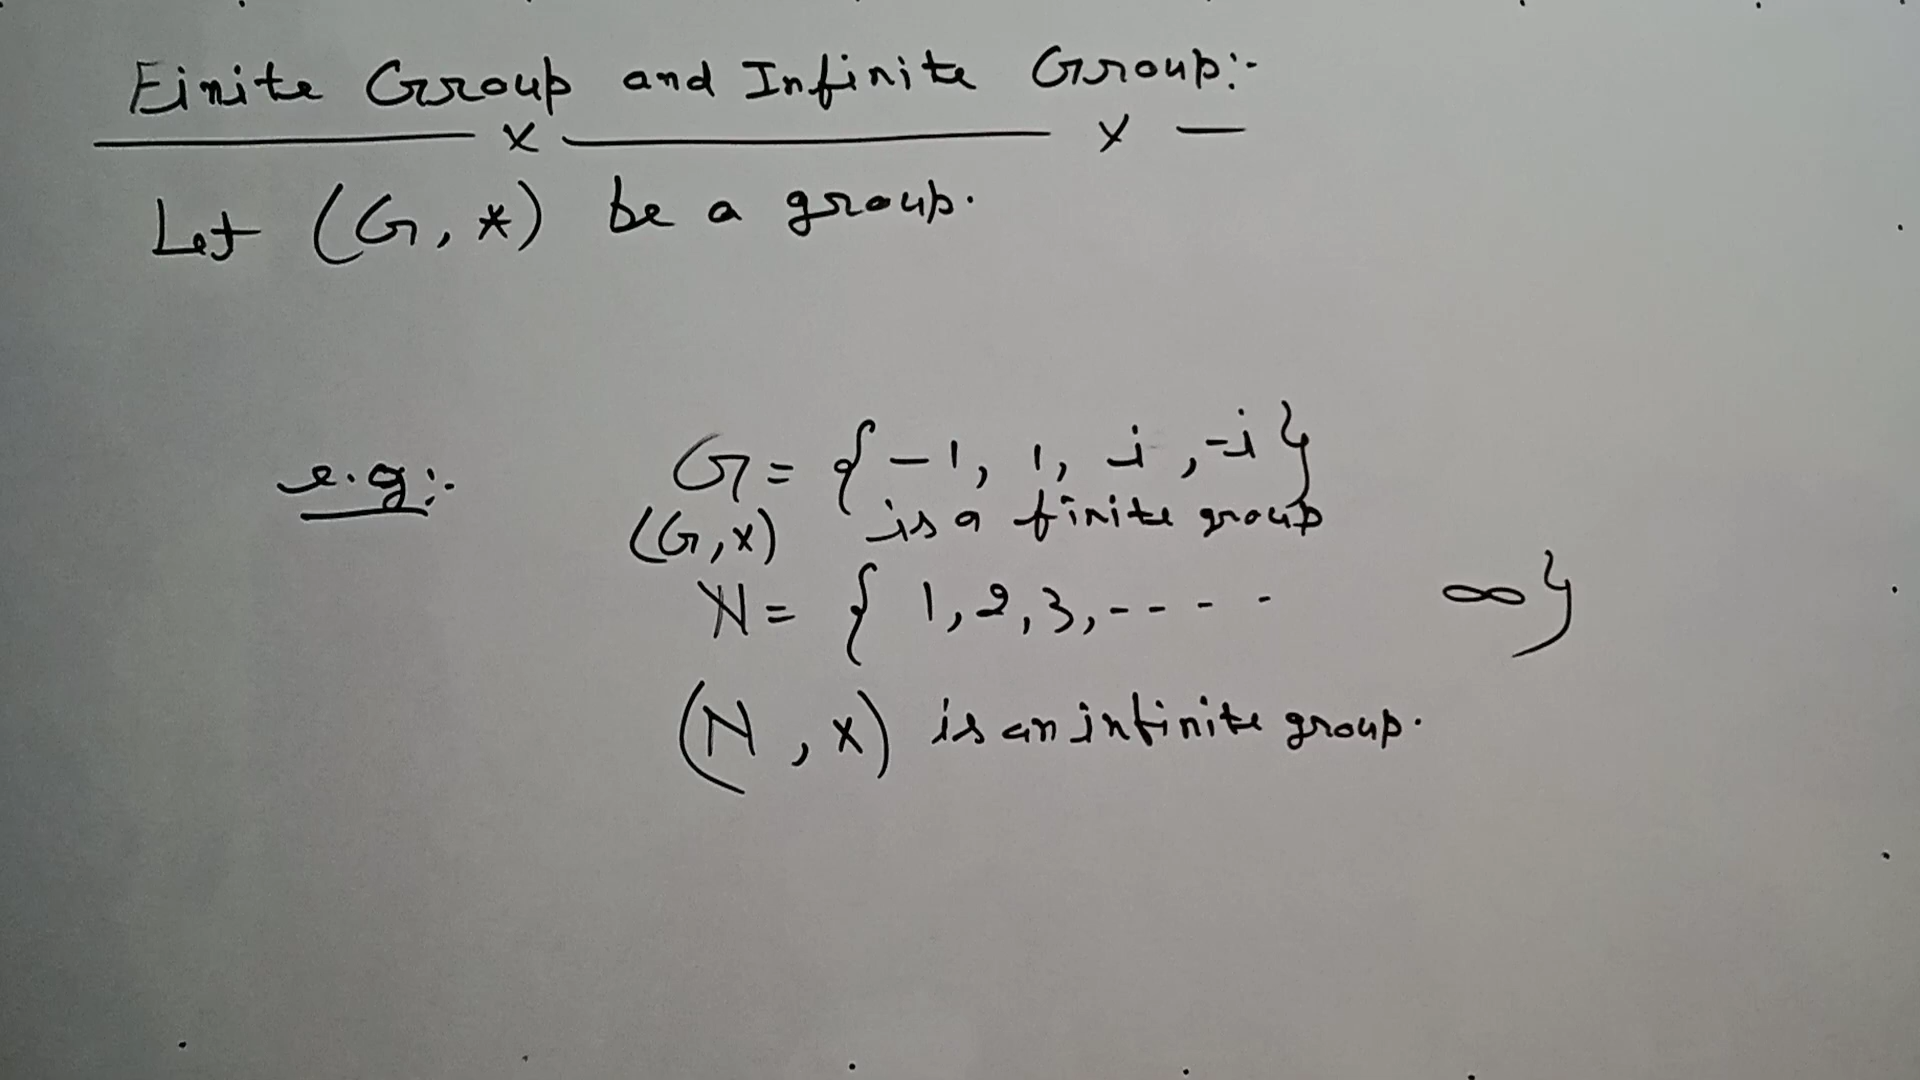 Finite Group and Infinite Group:-
x x
Let (G, *) be a group.
e.g:- G = {-1, 1, i, -i}
(G, x) is a finite group
N = { 1, 2, 3, ---- - ∞}
(N, x) is an infinite group.